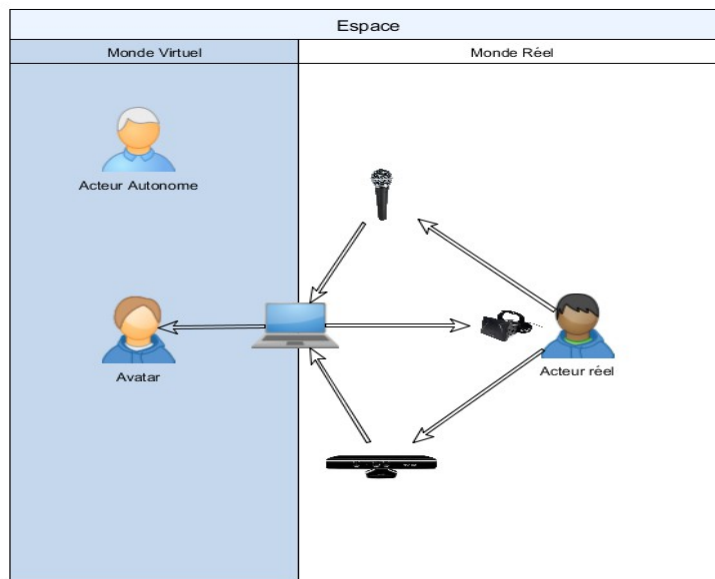 Espace
Monde Virtuel
Monde Réel
Acteur Autonome
Avatar
Acteur réel